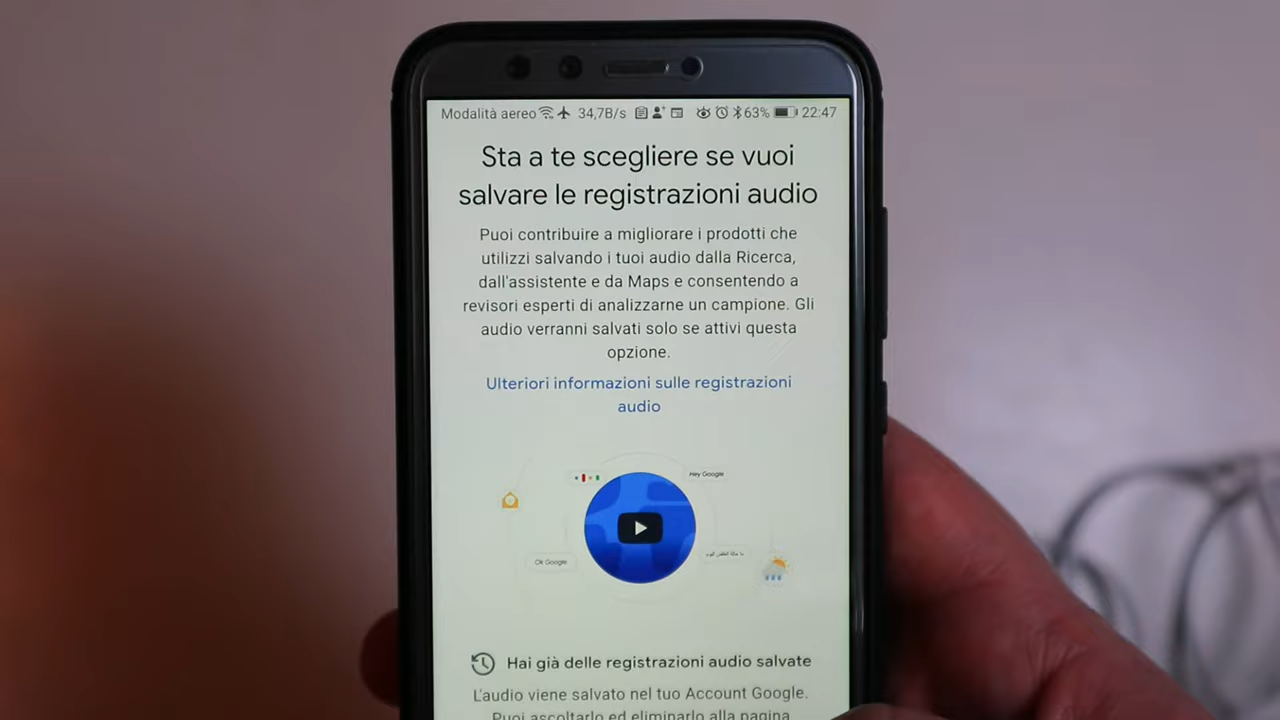 Modalità aereo 34,7B/s 63% 22:47
Sta a te scegliere se vuoi
salvare le registrazioni audio
Puoi contribuire a migliorare i prodotti che
utilizzi salvando i tuoi audio dalla Ricerca,
dall'assistente e da Maps e consentendo a
revisori esperti di analizzarne un campione. Gli
audio verranno salvati solo se attivi questa
opzione.
Ulteriori informazioni sulle registrazioni
audio
Hey Google
Ok Google
Hai già delle registrazioni audio salvate
L'audio viene salvato nel tuo Account Google.
Puoi ascoltarlo ed eliminarlo alla pagina